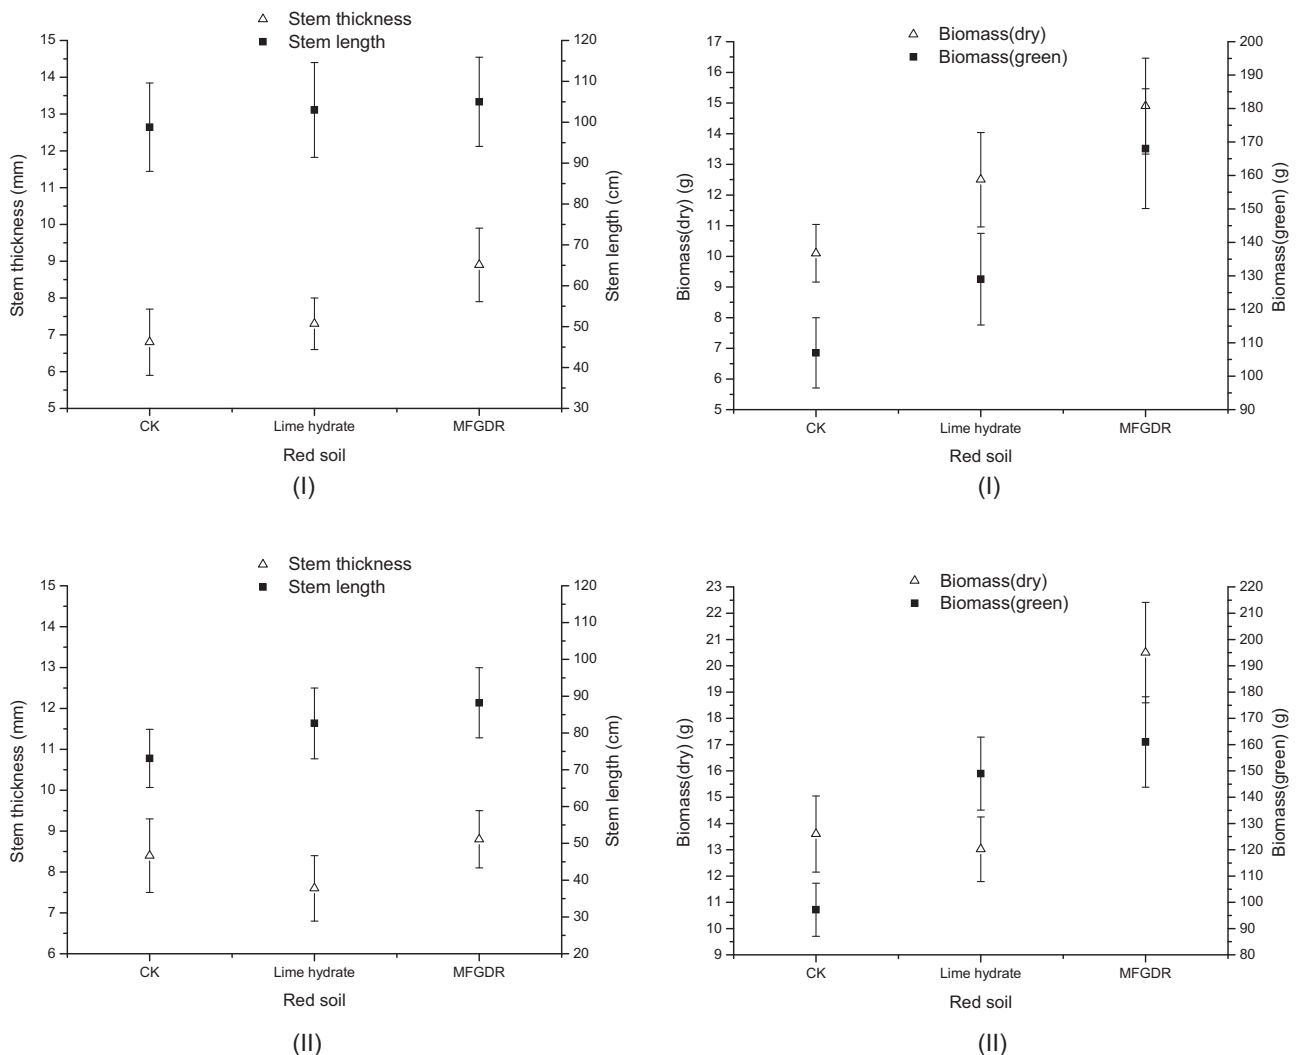 Stem thickness
Stem length
15
14
13
12
11
10
9
8
7
6
5
Stem thickness (mm)
120
110
100
90
80
70
60
50
40
30
Stem length (cm)
CK
Lime hydrate
MFGDR
Red soil
(I)
Biomass(dry)
Biomass(green)
17
16
15
14
13
12
11
10
9
8
7
6
5
Biomass(dry) (g)
200
190
180
170
160
150
140
130
120
110
100
90
Biomass(green) (g)
CK
Lime hydrate
MFGDR
Red soil
(I)
Stem thickness
Stem length
15
14
13
12
11
10
9
8
7
6
Stem thickness (mm)
120
110
100
90
80
70
60
50
40
30
20
Stem length (cm)
CK
Lime hydrate
MFGDR
Red soil
(II)
Biomass(dry)
Biomass(green)
23
22
21
20
19
18
17
16
15
14
13
12
11
10
9
Biomass(dry) (g)
220
210
200
190
180
170
160
150
140
130
120
110
100
90
80
Biomass(green) (g)
CK
Lime hydrate
MFGDR
Red soil
(II)